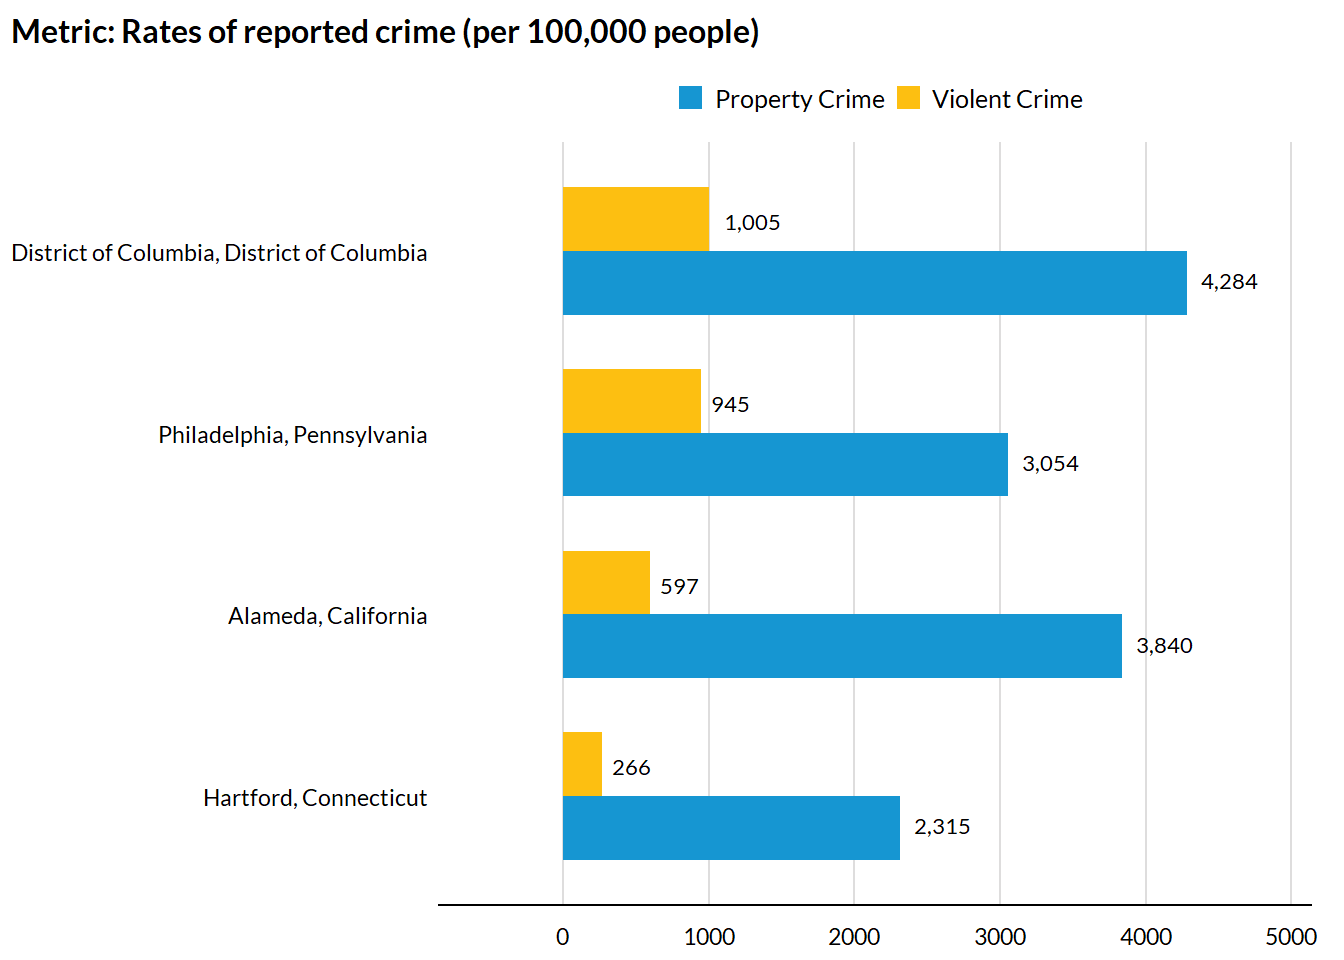 Metric: Rates of reported crime (per 100,000 people)
Property Crime Violent Crime
1,005
District of Columbia, District of Columbia
4,284
945
Philadelphia, Pennsylvania
3,054
597
Alameda, California
3,840
266
Hartford, Connecticut
2,315
0 1000 2000 3000 4000 5000